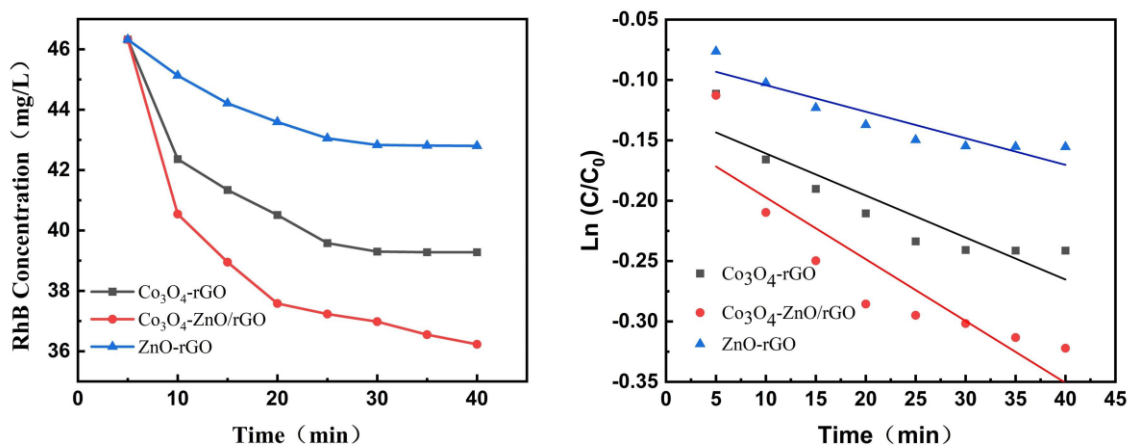 RhB Concentration（mg/L）
46
44
42
40
38
36
Co₃O₄-rGO
Co₃O₄-ZnO/rGO
ZnO-rGO
0
10
20
30
40
Time（min）
Ln (C/C₀)
-0.05
-0.10
-0.15
-0.20
-0.25
-0.30
-0.35
Co₃O₄-rGO
Co₃O₄-ZnO/rGO
ZnO-rGO
0
5
10
15
20
25
30
35
40
45
Time（min）